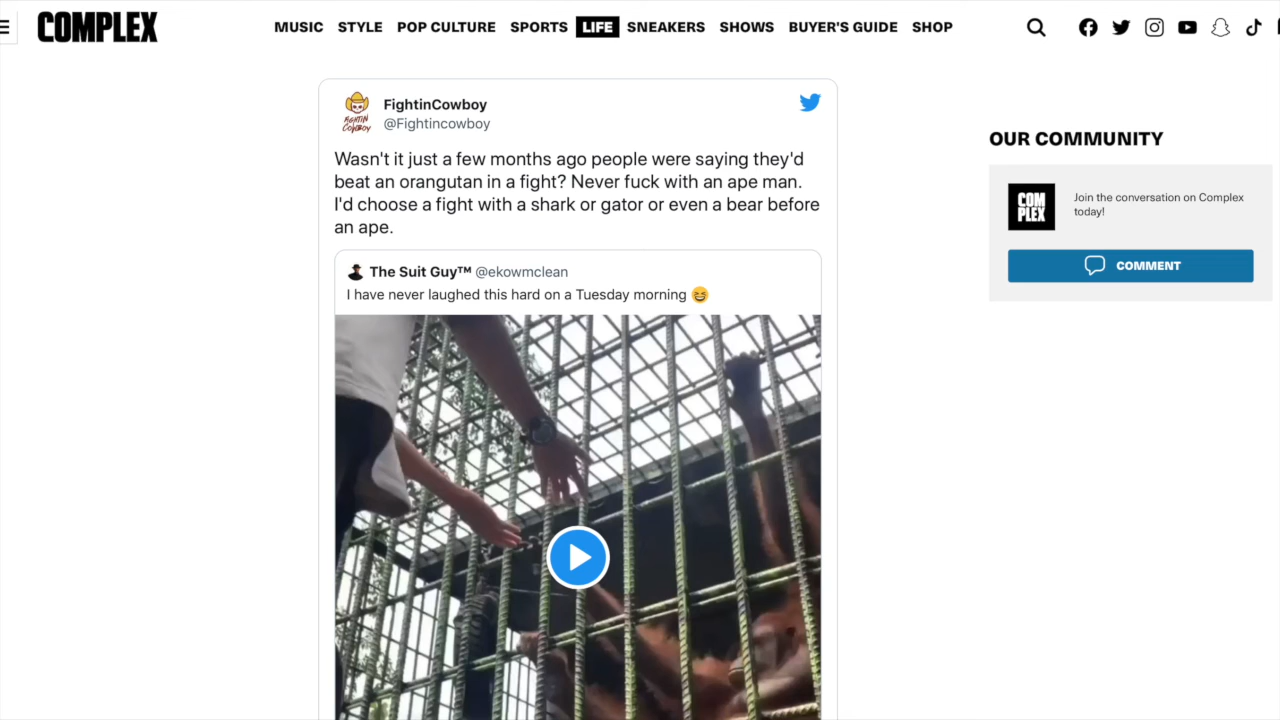 COMPLEX
MUSIC STYLE POP CULTURE SPORTS LIFE SNEAKERS SHOWS BUYER'S GUIDE SHOP
FightinCowboy
@Fightincowboy
FIGHTIN
COWBOY
Wasn't it just a few months ago people were saying they'd
beat an orangutan in a fight? Never fuck with an ape man.
I'd choose a fight with a shark or gator or even a bear before
an ape.
The Suit Guy™ @ekowmclean
I have never laughed this hard on a Tuesday morning 😆
OUR COMMUNITY
COM
PLEX
Join the conversation on Complex
today!
COMMENT